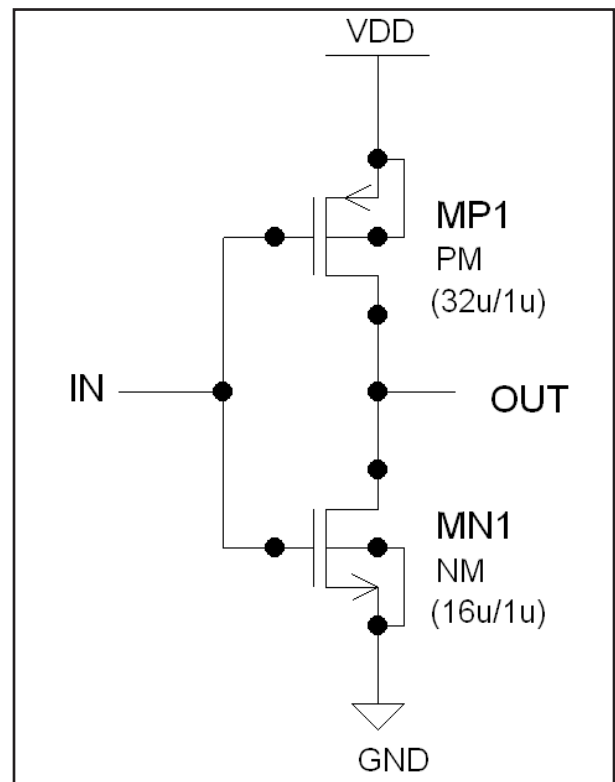 VDD
MP1
PM
(32u/1u)
IN
OUT
MN1
NM
(16u/1u)
GND